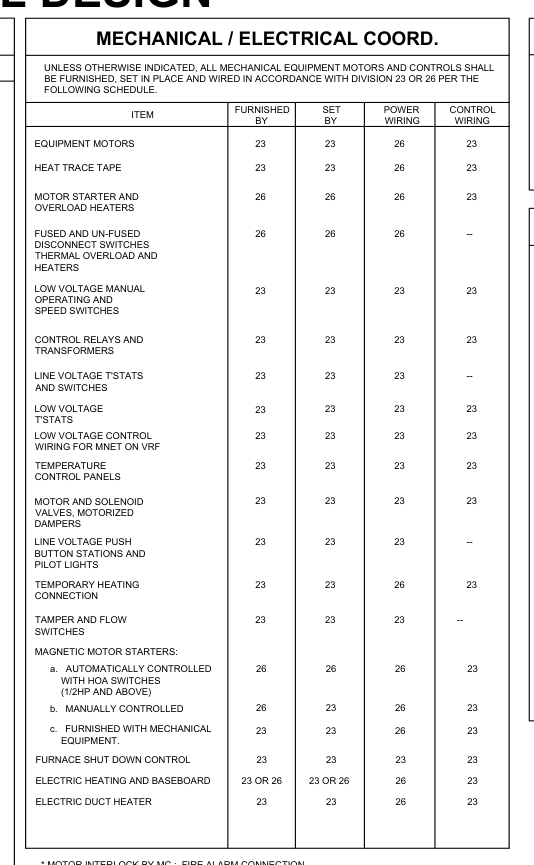 E DESIGN
MECHANICAL / ELECTRICAL COORD.
UNLESS OTHERWISE INDICATED, ALL MECHANICAL EQUIPMENT MOTORS AND CONTROLS SHALL
BE FURNISHED, SET IN PLACE AND WIRED IN ACCORDANCE WITH DIVISION 23 OR 26 PER THE
FOLLOWING SCHEDULE.
ITEM FURNISHED BY SET BY POWER WIRING CONTROL WIRING
EQUIPMENT MOTORS 23 23 26 23
HEAT TRACE TAPE 23 23 26 23
MOTOR STARTER AND 26 26 26 23
OVERLOAD HEATERS
FUSED AND UN-FUSED 26 26 26 --
DISCONNECT SWITCHES
THERMAL OVERLOAD AND
HEATERS
LOW VOLTAGE MANUAL 23 23 23 23
OPERATING AND
SPEED SWITCHES
CONTROL RELAYS AND 23 23 23 23
TRANSFORMERS
LINE VOLTAGE T'STATS 23 23 23 --
AND SWITCHES
LOW VOLTAGE 23 23 23 23
T'STATS
LOW VOLTAGE CONTROL 23 23 23 23
WIRING FOR MNET ON VRF
TEMPERATURE 23 23 23 23
CONTROL PANELS
MOTOR AND SOLENOID 23 23 23 23
VALVES, MOTORIZED
DAMPERS
LINE VOLTAGE PUSH 23 23 23 --
BUTTON STATIONS AND
PILOT LIGHTS
TEMPORARY HEATING 23 23 26 23
CONNECTION
TAMPER AND FLOW 23 23 23 --
SWITCHES
MAGNETIC MOTOR STARTERS:
a. AUTOMATICALLY CONTROLLED 26 26 26 23
WITH HOA SWITCHES
(1/2HP AND ABOVE)
b. MANUALLY CONTROLLED 26 23 26 23
c. FURNISHED WITH MECHANICAL 23 23 26 23
EQUIPMENT.
FURNACE SHUT DOWN CONTROL 23 23 23 23
ELECTRIC HEATING AND BASEBOARD 23 OR 26 23 OR 26 26 23
ELECTRIC DUCT HEATER 23 23 26 23
* MOTOR INTERLOCK BY MC.; FIRE ALARM CONNECTION